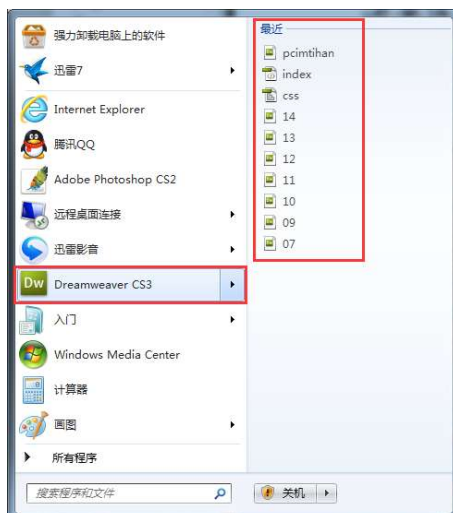 强力卸载电脑上的软件
迅雷7
Internet Explorer
腾讯QQ
Adobe Photoshop CS2
远程桌面连接
迅雷影音
Dw Dreamweaver CS3
入门
Windows Media Center
计算器
画图
所有程序
搜索程序和文件
最近
pcimtihan
index
css
14
13
12
11
10
09
07
关机